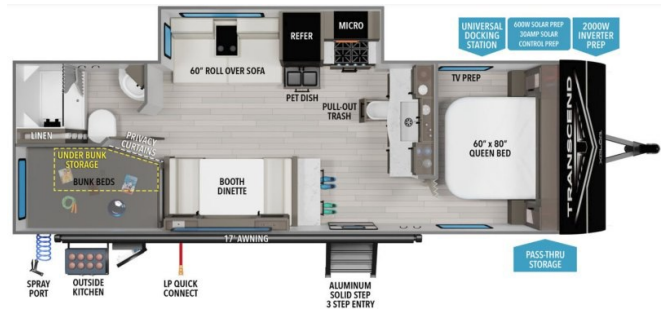 UNIVERSAL
DOCKING
STATION
600W SOLAR PREP
30AMP SOLAR
CONTROL PREP
2000W
INVERTER
PREP
REFER
MICRO
60" ROLL OVER SOFA
PET DISH
PULL-OUT
TRASH
TV PREP
LINEN
PRIVACY
CURTAINS
UNDER BUNK
STORAGE
BUNK BEDS
BOOTH
DINETTE
60" x 80"
QUEEN BED
TRANSCEND
17' AWNING
PASS-THRU
STORAGE
SPRAY
PORT
OUTSIDE
KITCHEN
LP QUICK
CONNECT
ALUMINUM
SOLID STEP
3 STEP ENTRY